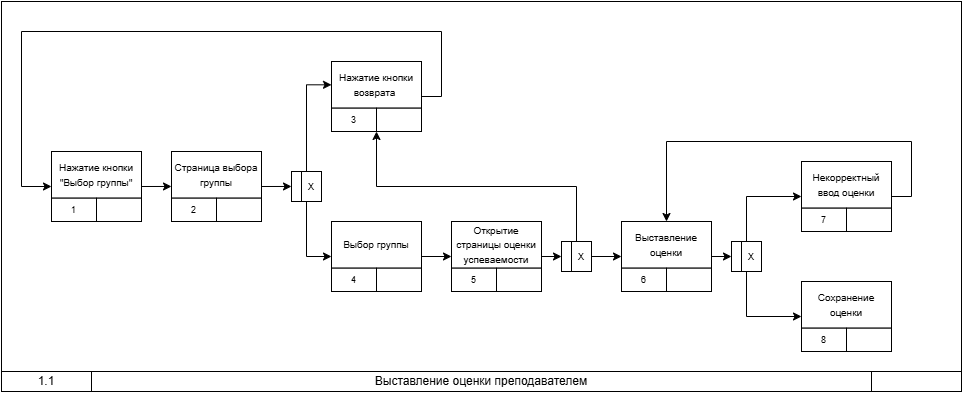 Нажатие кнопки
возврата
3
Нажатие кнопки
"Выбор группы"
1
Страница выбора
группы
2
X
Выбор группы
4
Открытие
страницы оценки
успеваемости
5
X
Выставление
оценки
6
X
Некорректный
ввод оценки
7
Сохранение
оценки
8
1.1
Выставление оценки преподавателем